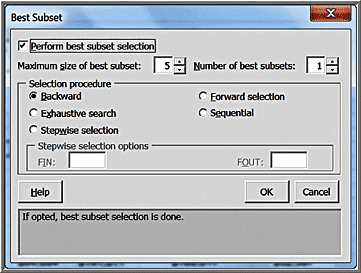 Best Subset
Perform best subset selection
Maximum size of best subset: 5 Number of best subsets: 1
Selection procedure
Backward Forward selection
Exhaustive search Sequential
Stepwise selection
Stepwise selection options
FIN: FOUT:
Help OK Cancel
If opted, best subset selection is done.